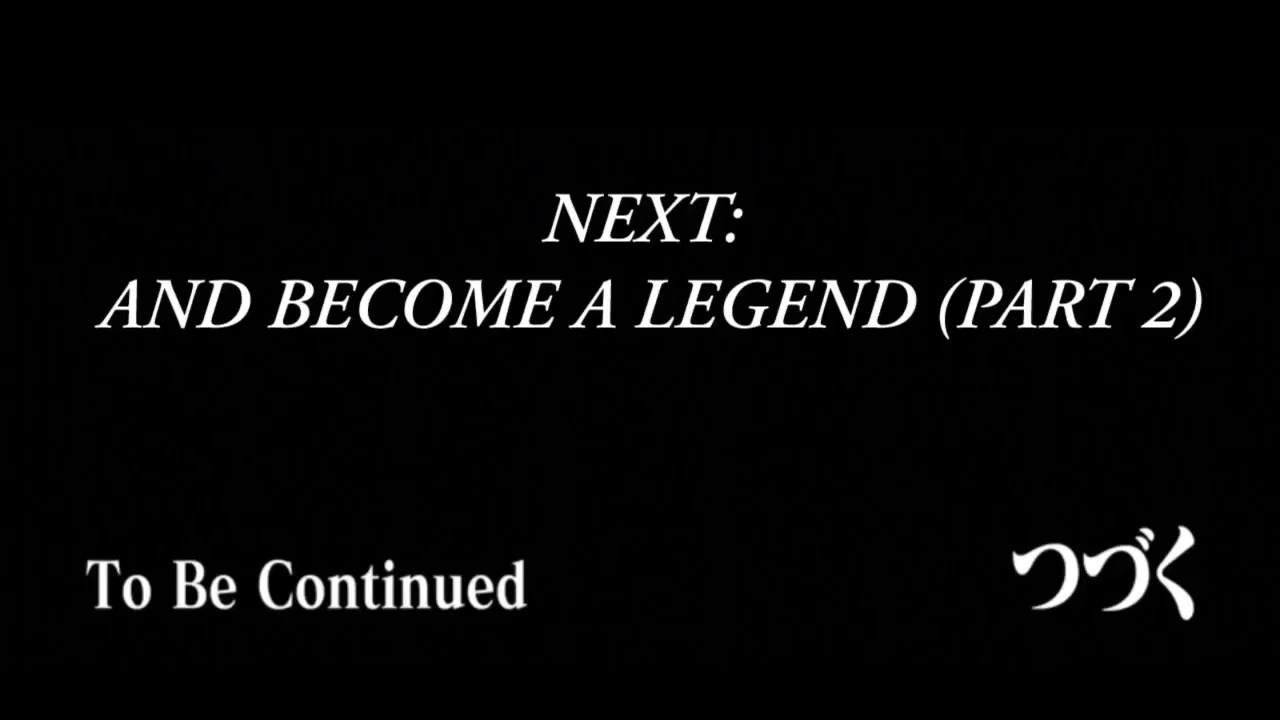 NEXT:
AND BECOME A LEGEND (PART 2)
To Be Continued
つづく